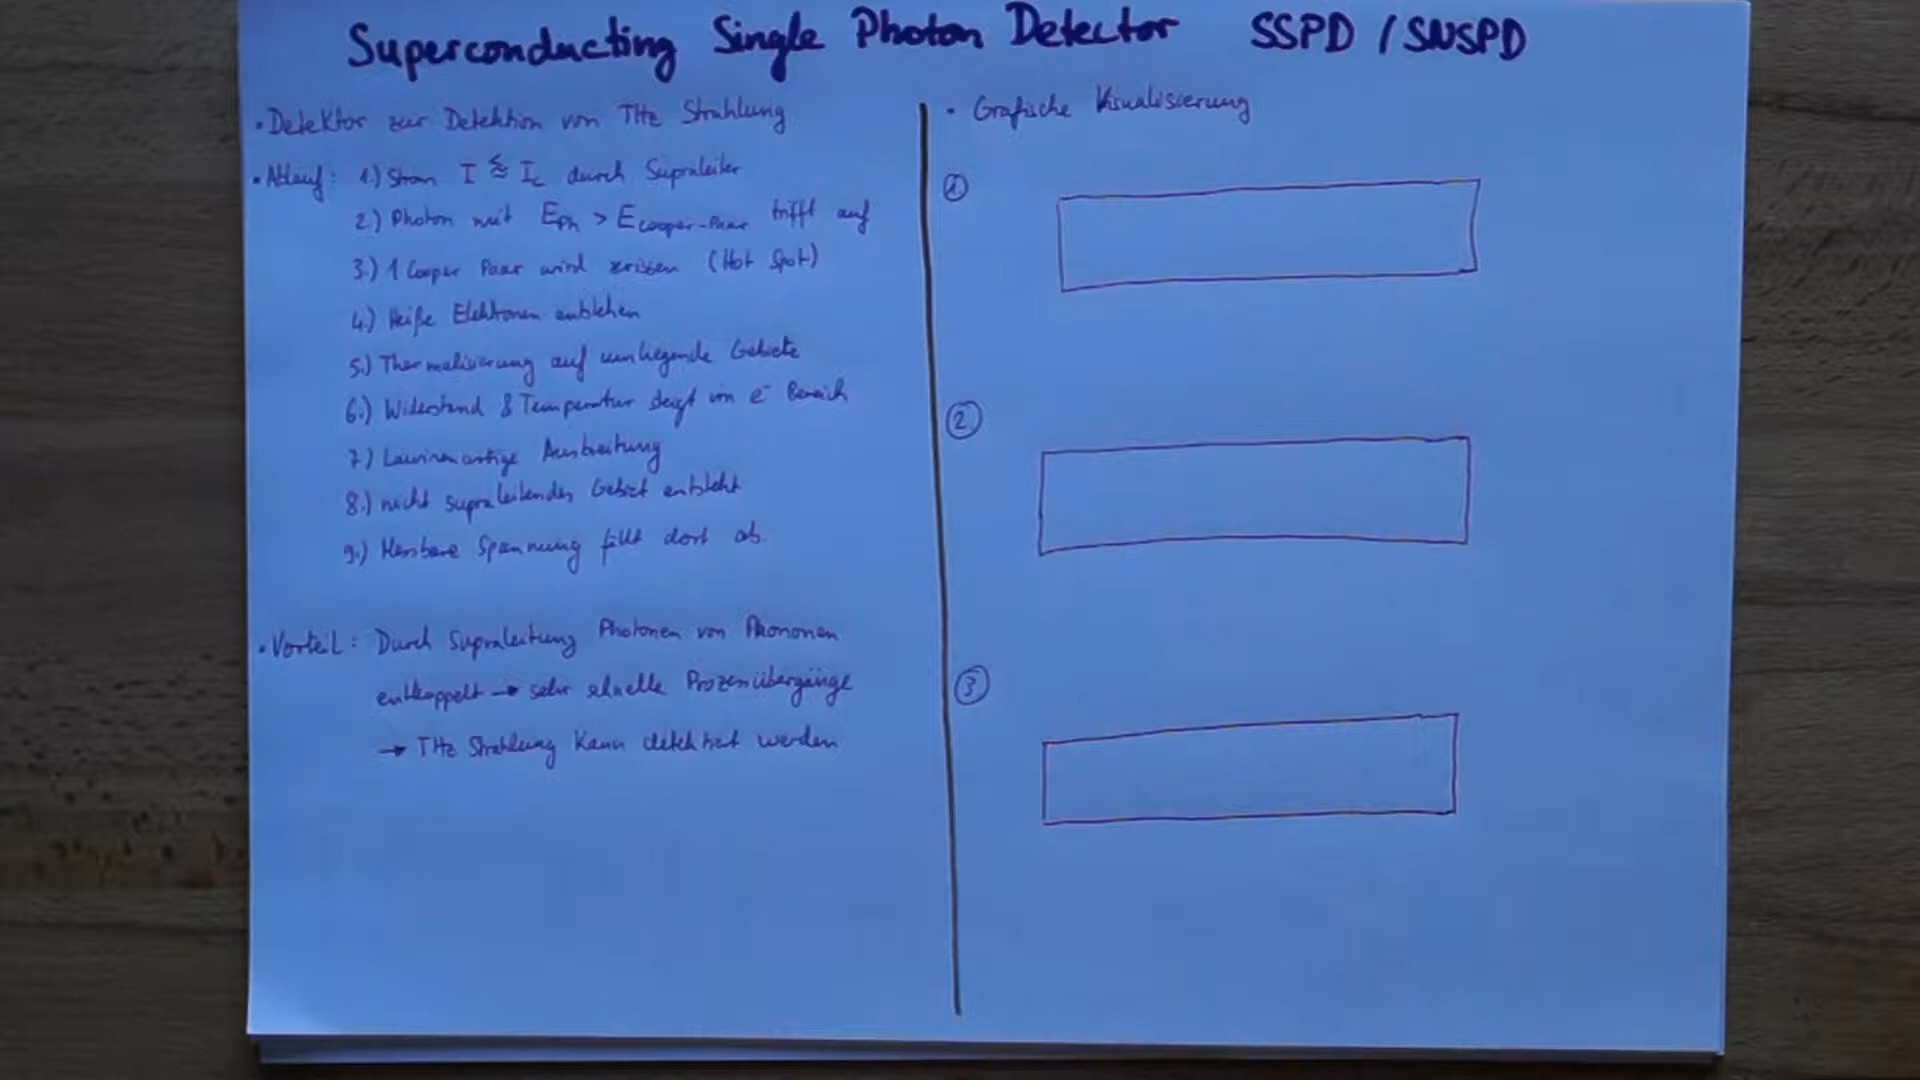 Superconducting Single Photon Detector SSPD / SNSPD
• Detektor zur Detektion von THz Strahlung
• Ablauf: 1.) Strom I ⪅ Ic durch Supraleiter
2.) Photon mit EPh > Ecooper-Paar trifft auf
3.) 1 Cooper Paar wird zerissen (Hot Spot)
4.) Heiße Elektronen entstehen
5.) Thermalisierung auf umliegende Gebiete
6.) Widerstand & Temperatur steigt im e⁻ Bereich
7.) Lawinenartige Ausbreitung
8.) nicht supraleitendes Gebiet entsteht
9.) Messbare Spannung fällt dort ab.
• Vorteil: Durch Supraleitung Photonen von Phononen
entkoppelt → sehr schnelle Prozessübergänge
→ THz Strahlung kann detektiert werden
• Grafische Visualisierung
1
2
3